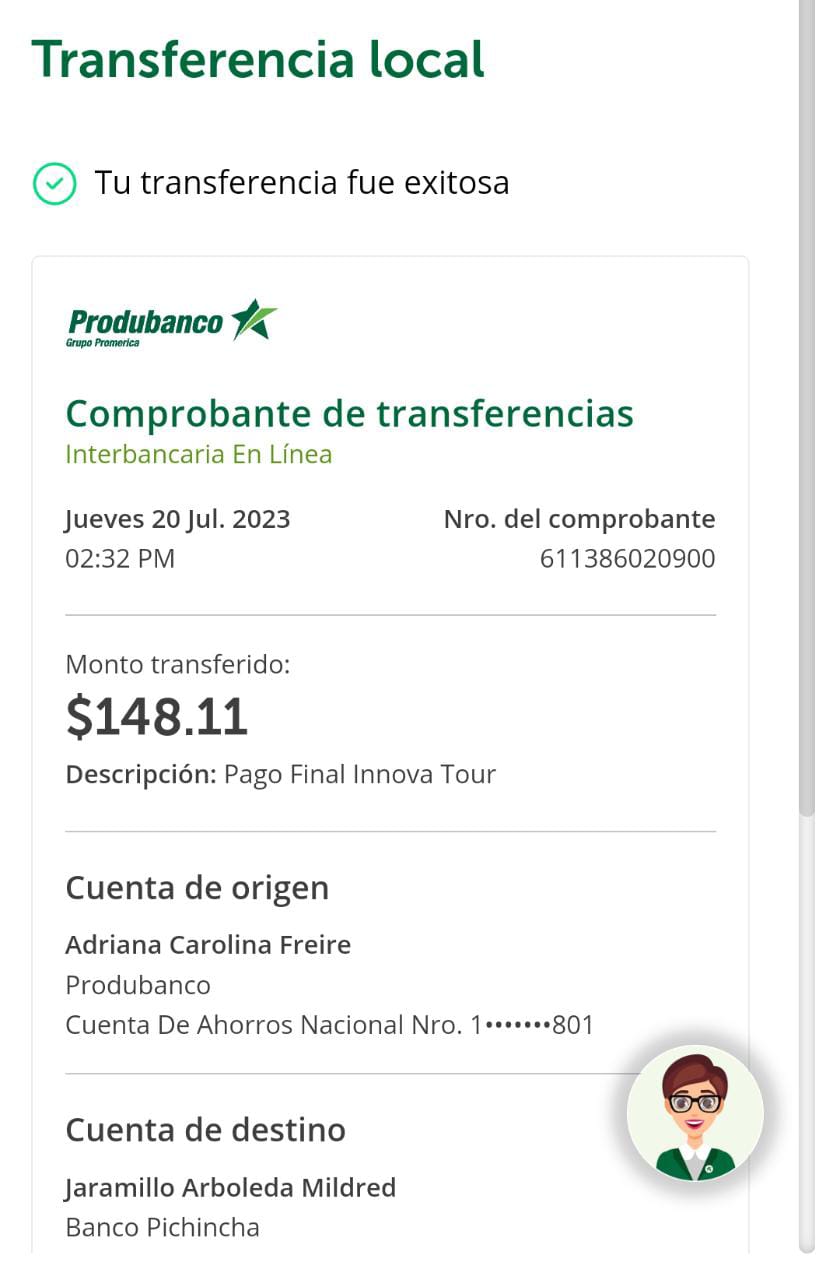 Transferencia local
Tu transferencia fue exitosa
Produbanco
Grupo Promerica
Comprobante de transferencias
Interbancaria En Línea
Jueves 20 Jul. 2023 Nro. del comprobante
02:32 PM 611386020900
Monto transferido:
$148.11
Descripción: Pago Final Innova Tour
Cuenta de origen
Adriana Carolina Freire
Produbanco
Cuenta De Ahorros Nacional Nro. 1•••••••801
Cuenta de destino
Jaramillo Arboleda Mildred
Banco Pichincha